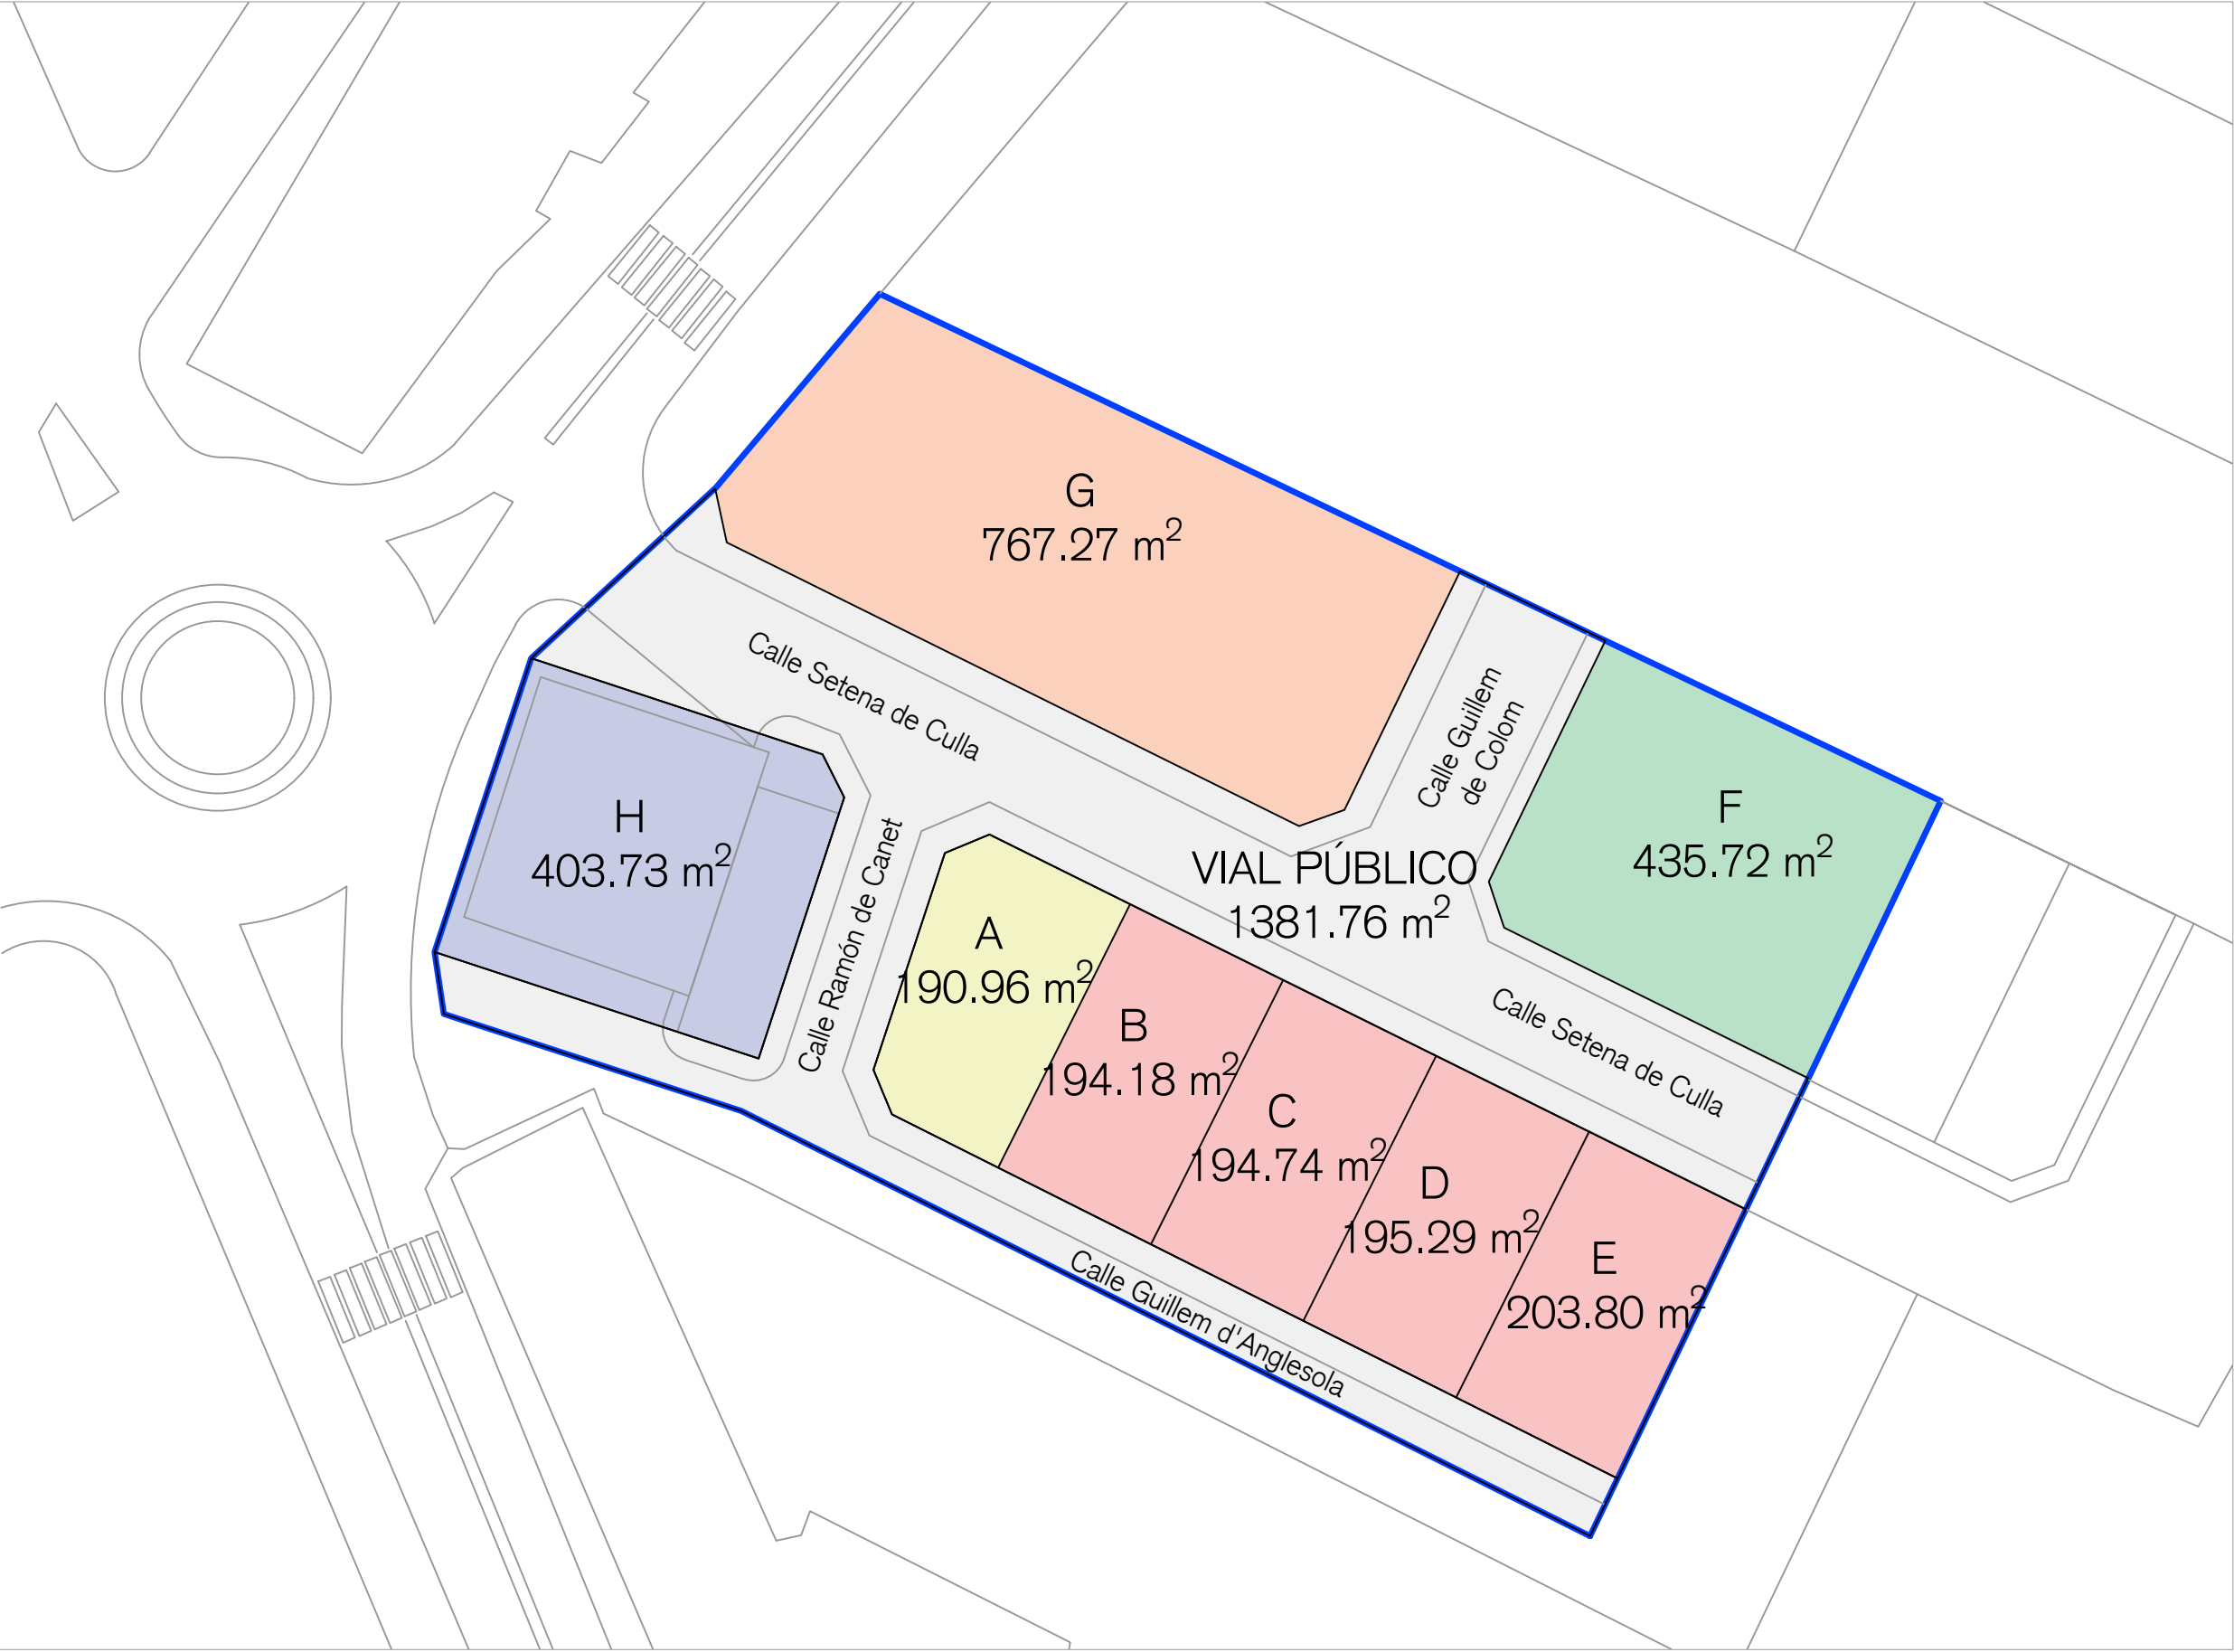 G
767.27 m²
Calle Setena de Culla
Calle Guillem
de Colom
H
403.73 m²
F
435.72 m²
Calle Ramón de Canet
VIAL PÚBLICO
1381.76 m²
A
190.96 m²
B
194.18 m²
Calle Setena de Culla
C
194.74 m²
D
195.29 m²
E
203.80 m²
Calle Guillem d'Anglesola